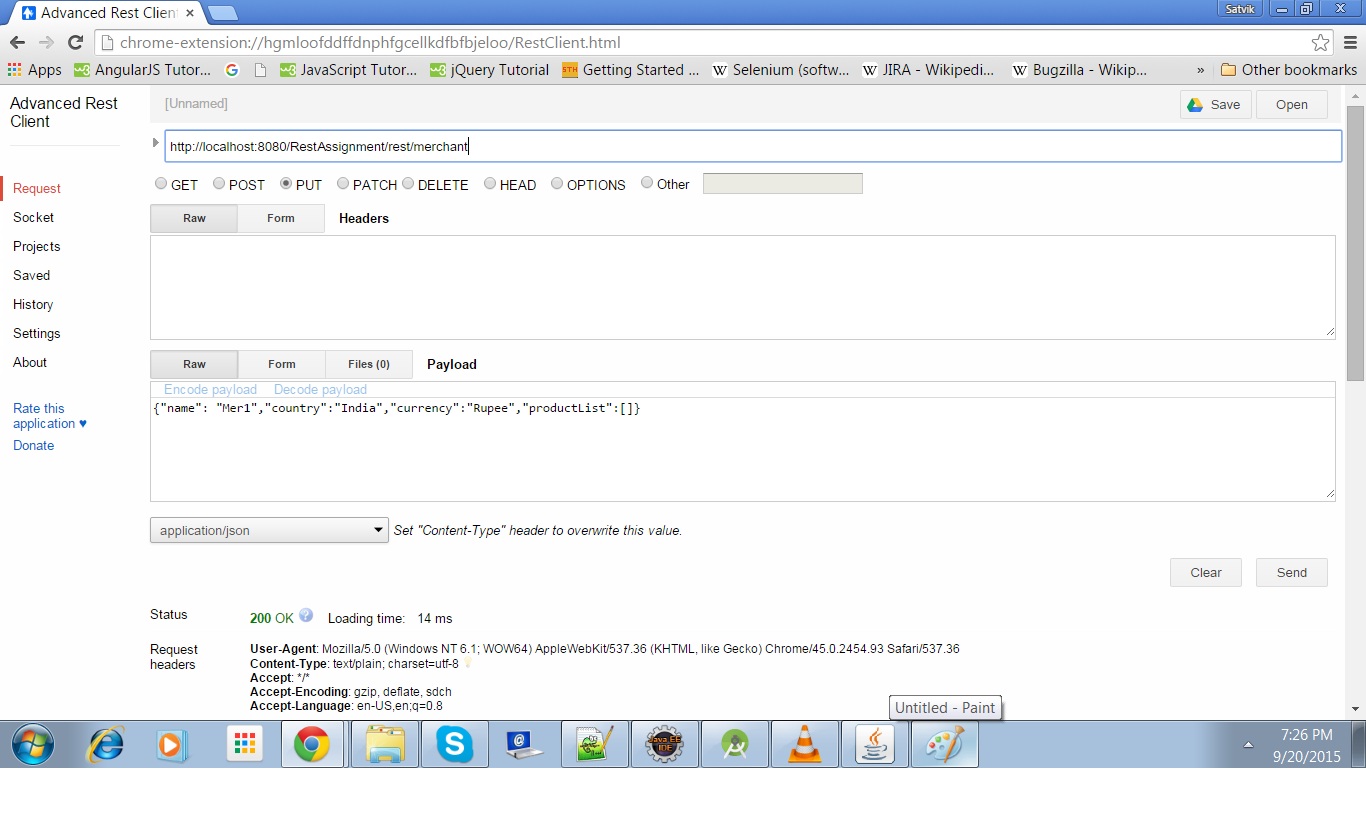 Advanced Rest Client ×
Satvik
chrome-extension://hgmloofddffdnphfgcellkdfbfbjeloo/RestClient.html
Apps AngularJS Tutor... JavaScript Tutor... jQuery Tutorial Getting Started ... Selenium (softw... JIRA - Wikipedi... Bugzilla - Wikip... » Other bookmarks
Advanced Rest
Client
[Unnamed]
Save Open
http://localhost:8080/RestAssignment/rest/merchant
GET POST PUT PATCH DELETE HEAD OPTIONS Other
Raw Form Headers
Request
Socket
Projects
Saved
History
Settings
About
Rate this
application ♥
Donate
Raw Form Files (0) Payload
Encode payload Decode payload
{"name": "Mer1","country":"India","currency":"Rupee","productList":[]}
application/json Set "Content-Type" header to overwrite this value.
Clear Send
Status 200 OK ? Loading time: 14 ms
Request
headers
User-Agent: Mozilla/5.0 (Windows NT 6.1; WOW64) AppleWebKit/537.36 (KHTML, like Gecko) Chrome/45.0.2454.93 Safari/537.36
Content-Type: text/plain; charset=utf-8
Accept: */*
Accept-Encoding: gzip, deflate, sdch
Accept-Language: en-US,en;q=0.8
Untitled - Paint
Java EE
IDE
7:26 PM
9/20/2015